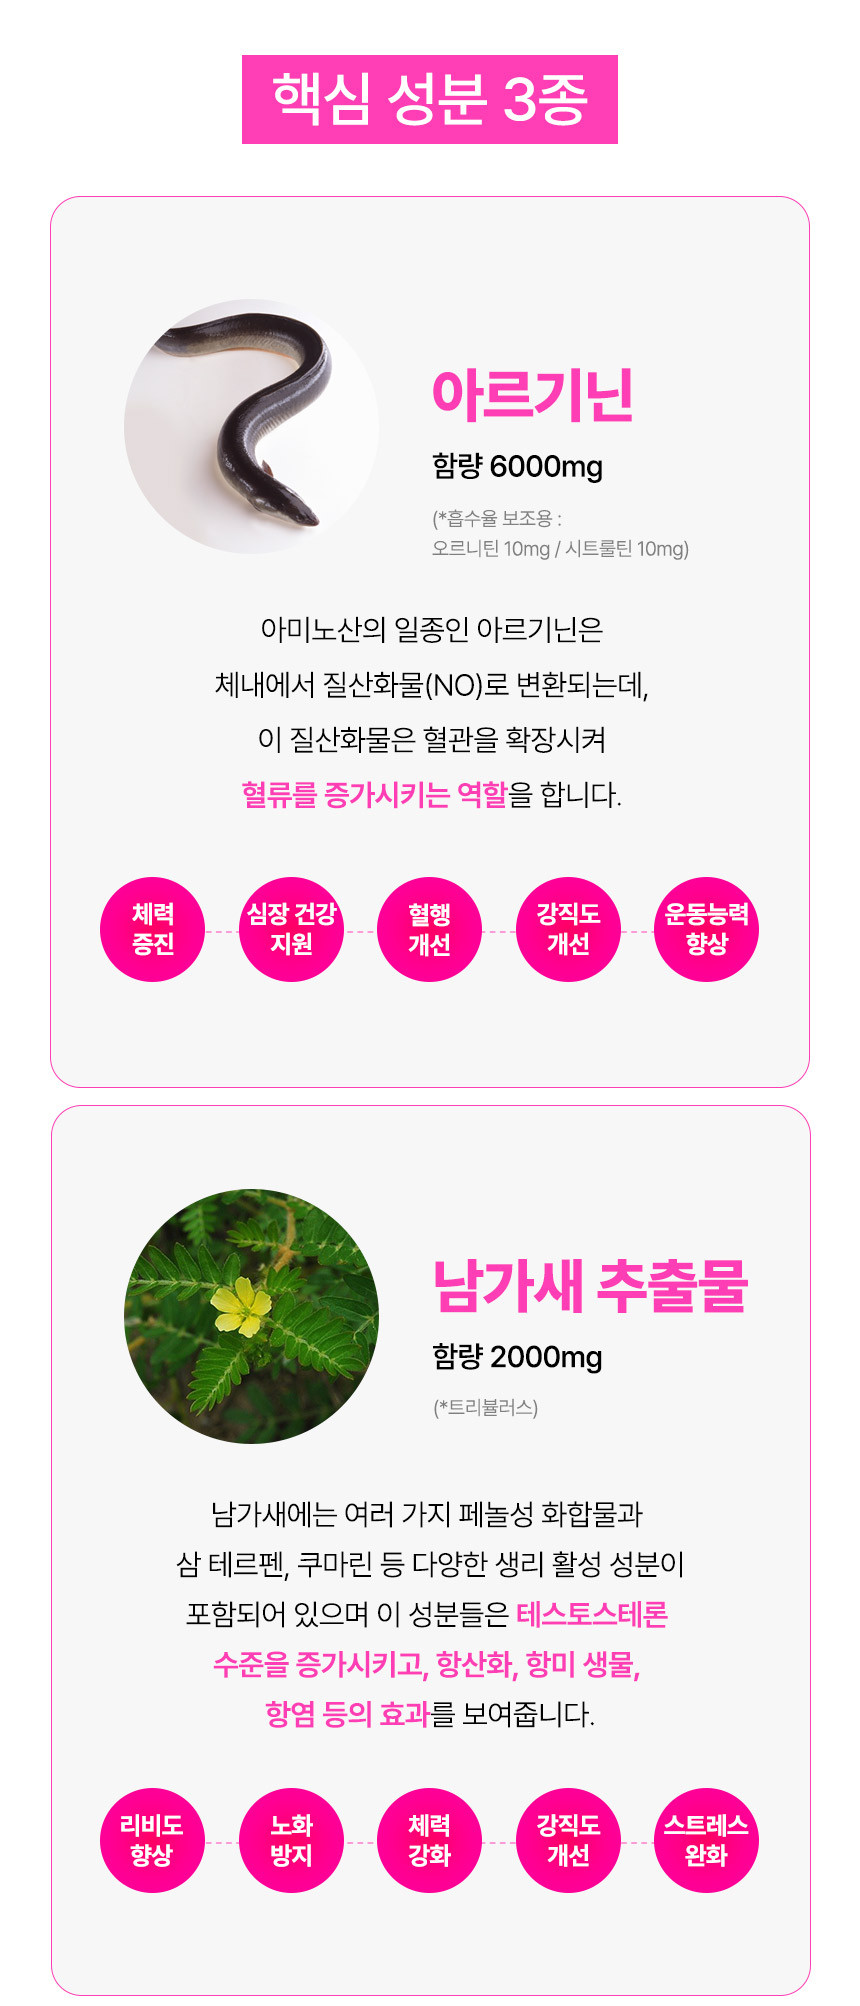 핵심 성분 3종
아르기닌
함량 6000mg
(*흡수율 보조용 :
오르니틴 10mg / 시트룰틴 10mg)
아미노산의 일종인 아르기닌은
체내에서 질산화물(NO)로 변환되는데,
이 질산화물은 혈관을 확장시켜
혈류를 증가시키는 역할을 합니다.
체력
증진
심장 건강
지원
혈행
개선
강직도
개선
운동능력
향상
남가새 추출물
함량 2000mg
(*트리뷸러스)
남가새에는 여러 가지 페놀성 화합물과
삼 테르펜, 쿠마린 등 다양한 생리 활성 성분이
포함되어 있으며 이 성분들은 테스토스테론
수준을 증가시키고, 항산화, 항미 생물,
항염 등의 효과를 보여줍니다.
리비도
향상
노화
방지
체력
강화
강직도
개선
스트레스
완화